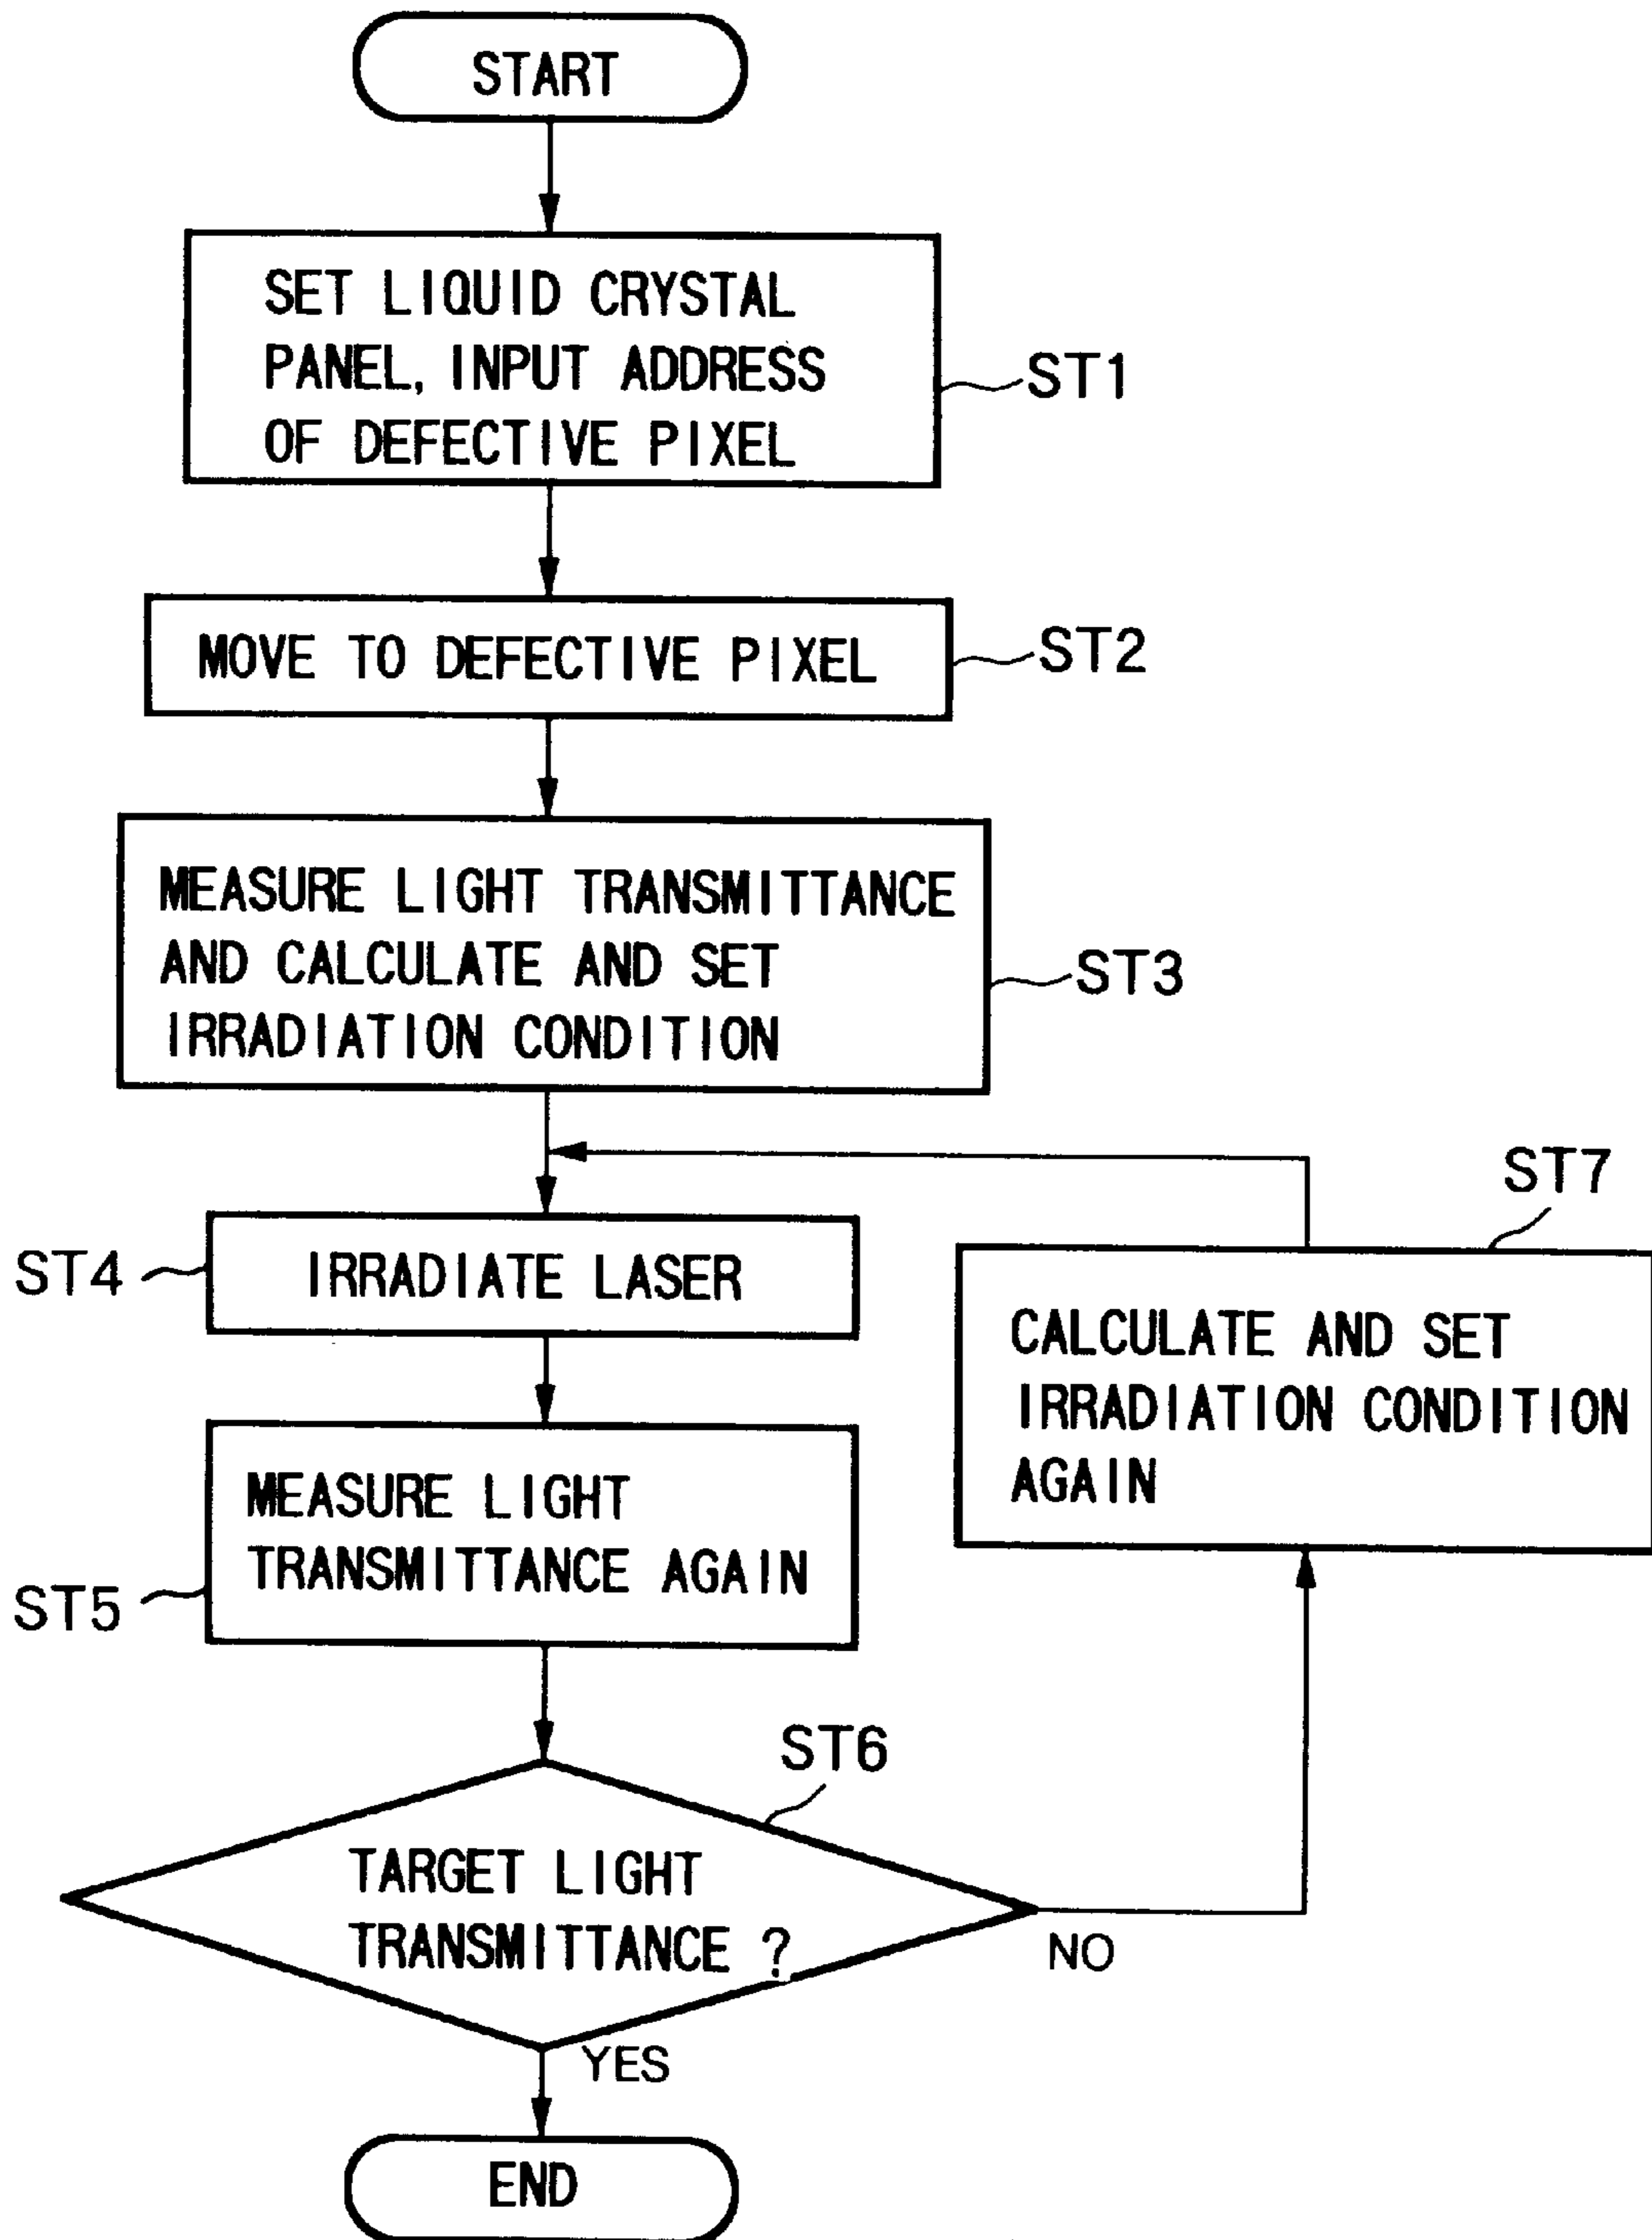 START
SET LIQUID CRYSTAL
PANEL, INPUT ADDRESS
OF DEFECTIVE PIXEL
ST1
MOVE TO DEFECTIVE PIXEL
ST2
MEASURE LIGHT TRANSMITTANCE
AND CALCULATE AND SET
IRRADIATION CONDITION
ST3
ST4
IRRADIATE LASER
ST7
CALCULATE AND SET
IRRADIATION CONDITION
AGAIN
MEASURE LIGHT
TRANSMITTANCE AGAIN
ST5
ST6
TARGET LIGHT
TRANSMITTANCE ?
NO
YES
END